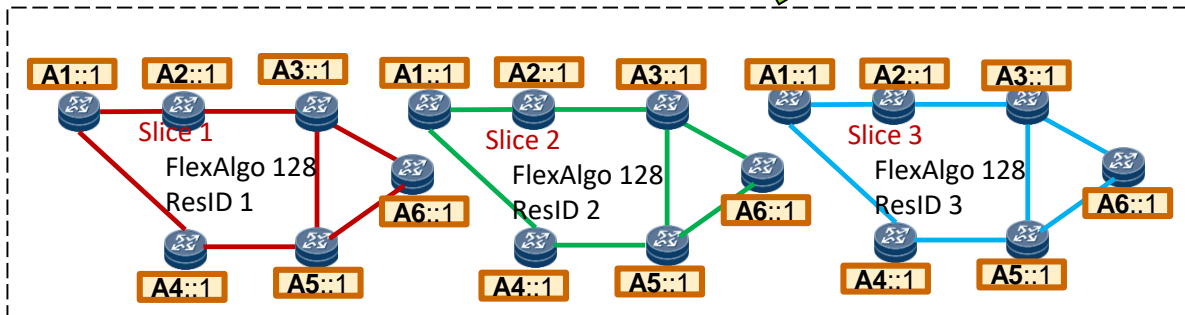 A1::1
A2::1
A3::1
Slice 1
FlexAlgo 128
ResID 1
A6::1
A4::1
A5::1
A1::1
A2::1
A3::1
Slice 2
FlexAlgo 128
ResID 2
A6::1
A4::1
A5::1
A1::1
A2::1
A3::1
Slice 3
FlexAlgo 128
ResID 3
A6::1
A4::1
A5::1